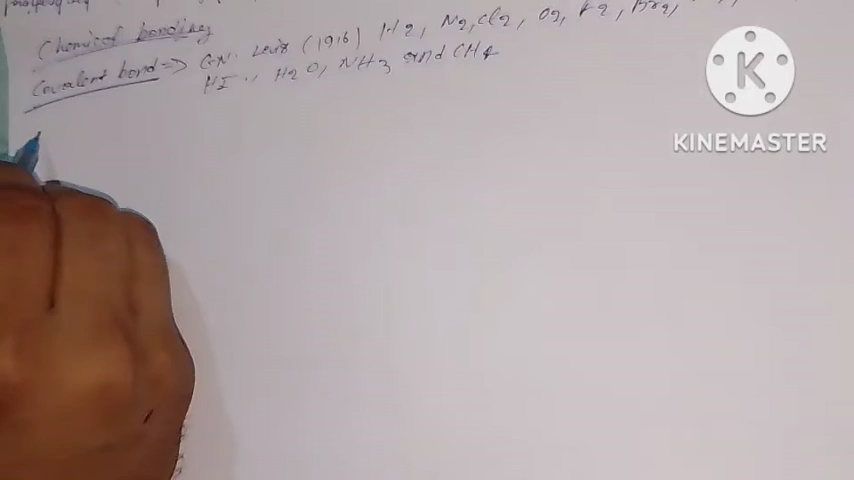 Chemical bonding
Covalent bond => G.N. Lewis (1916) H2, N2, Cl2, O2, F2, Br2,
HI., H2O, NH3 and CH4
K
KINEMASTER